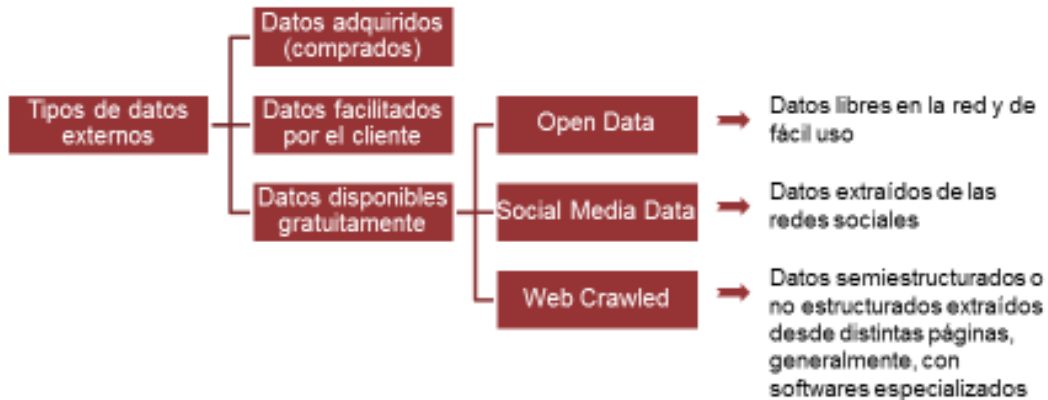 Tipos de datos
externos
Datos adquiridos
(comprados)
Datos facilitados
por el cliente
Datos disponibles
gratuitamente
Open Data
Datos libres en la red y de
fácil uso
Social Media Data
Datos extraídos de las
redes sociales
Web Crawled
Datos semiestructurados o
no estructurados extraídos
desde distintas páginas,
generalmente, con
softwares especializados